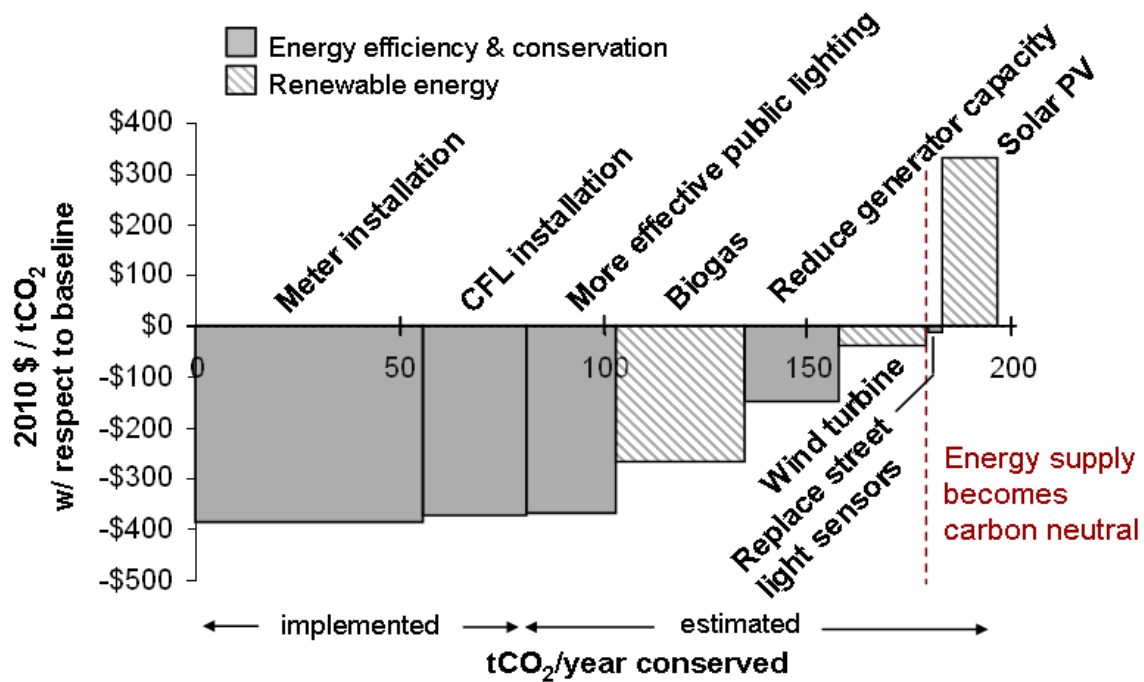 Energy efficiency & conservation
Renewable energy
2010 $ / tCO2
w/ respect to baseline
$400
$300
$200
$100
$0
-$100
-$200
-$300
-$400
-$500
0
50
100
150
200
Meter installation
CFL installation
More effective public lighting
Biogas
Reduce generator capacity
Solar PV
Wind turbine
Replace street
light sensors
Energy supply
becomes
carbon neutral
implemented
estimated
tCO2/year conserved